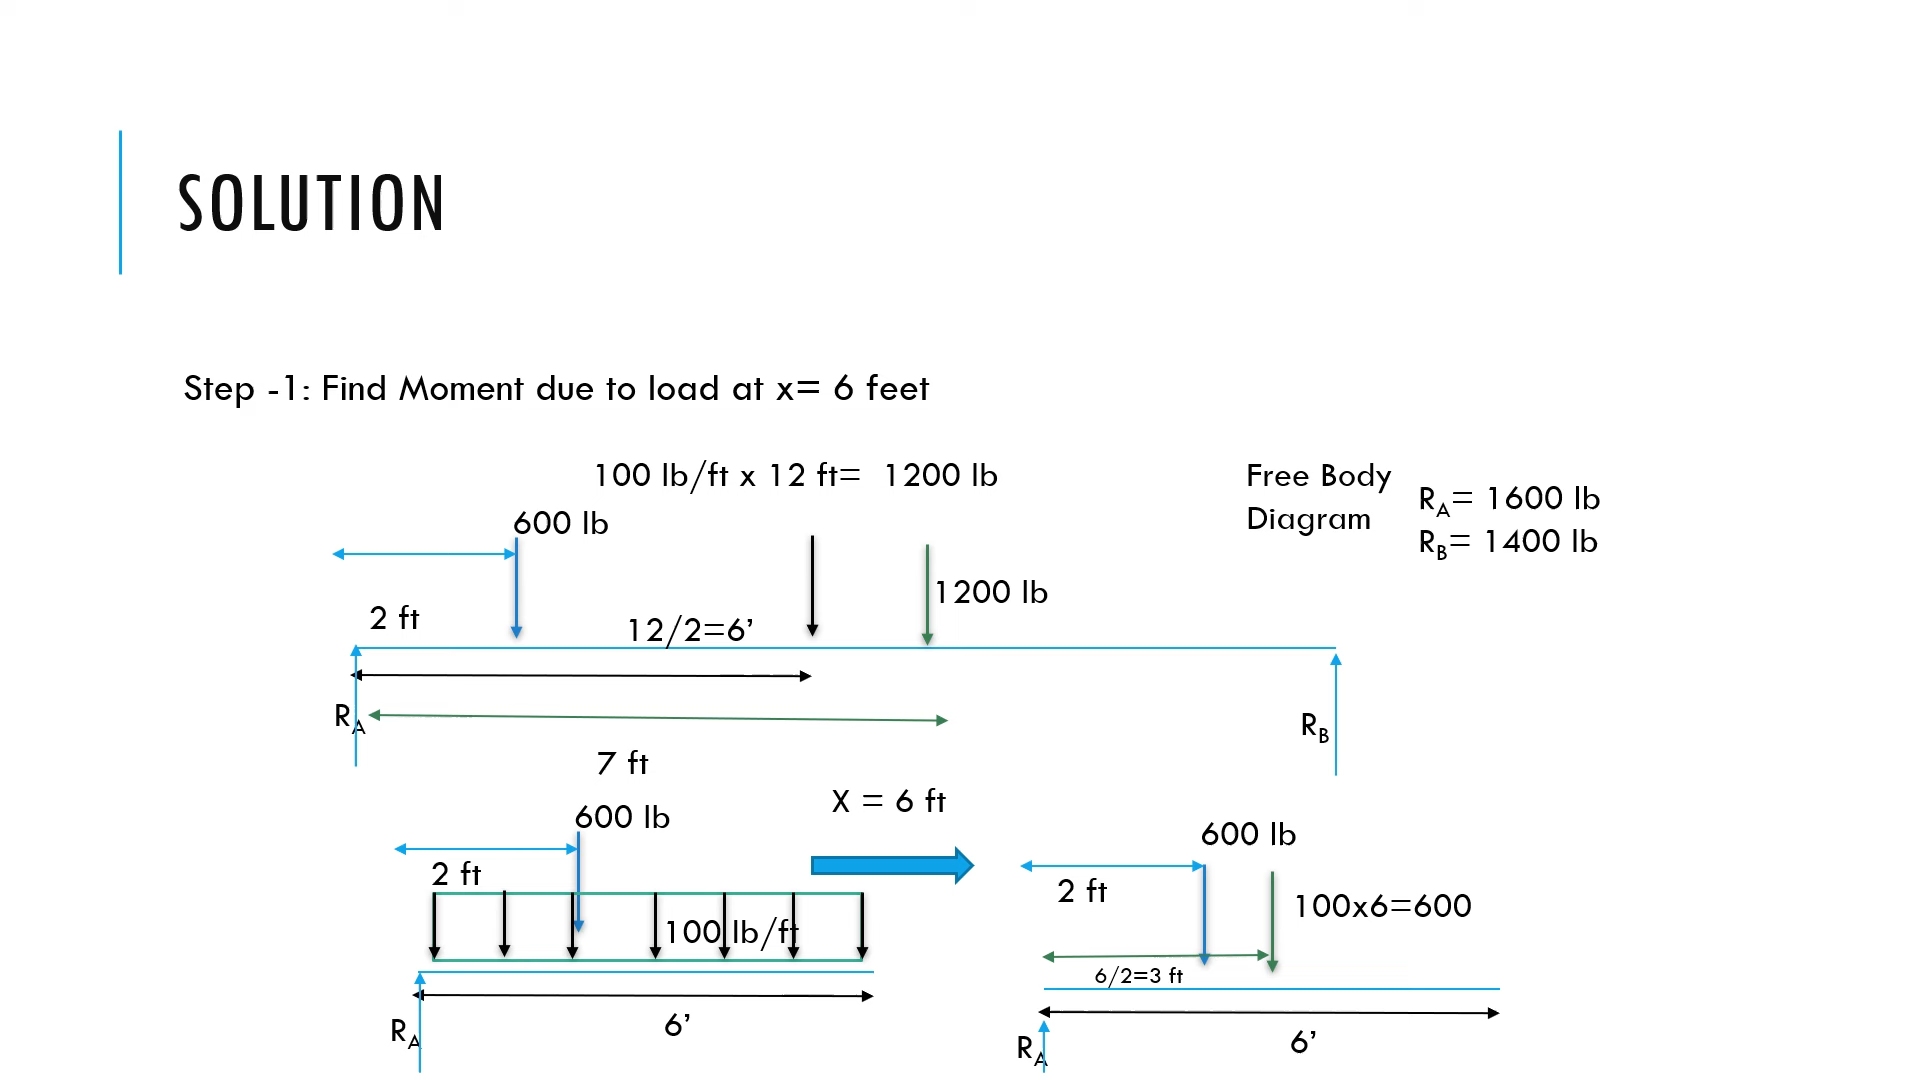 SOLUTION
Step -1: Find Moment due to load at x= 6 feet
100 lb/ft x 12 ft=  1200 lb
600 lb
Free Body
Diagram
R_A= 1600 lb
R_B= 1400 lb
1200 lb
2 ft
12/2=6’
R_A
R_B
7 ft
X = 6 ft
600 lb
2 ft
100 lb/ft
6’
R_A
600 lb
2 ft
100x6=600
6/2=3 ft
6’
R_A